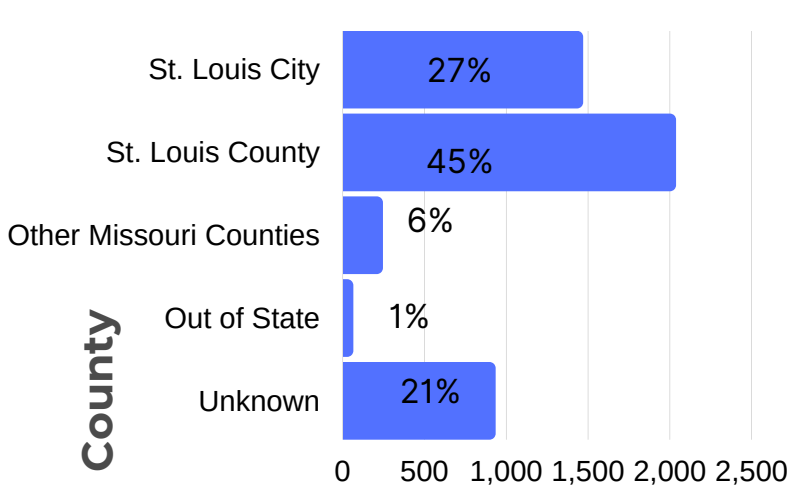 St. Louis City 27%
St. Louis County 45%
Other Missouri Counties 6%
Out of State 1%
Unknown 21%
County
0 500 1,000 1,500 2,000 2,500